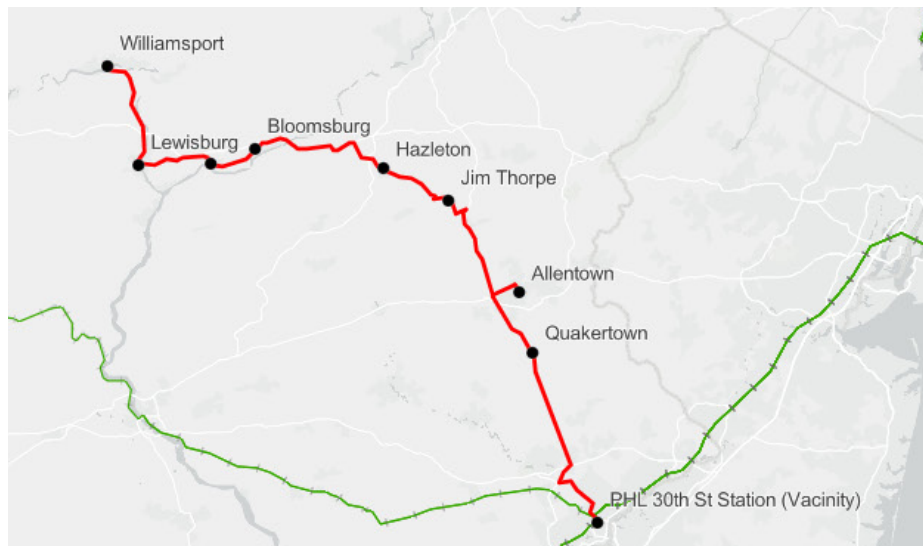 Williamsport
Lewisburg
Bloomsburg
Hazleton
Jim Thorpe
Allentown
Quakertown
PHL 30th St Station (Vacinity)